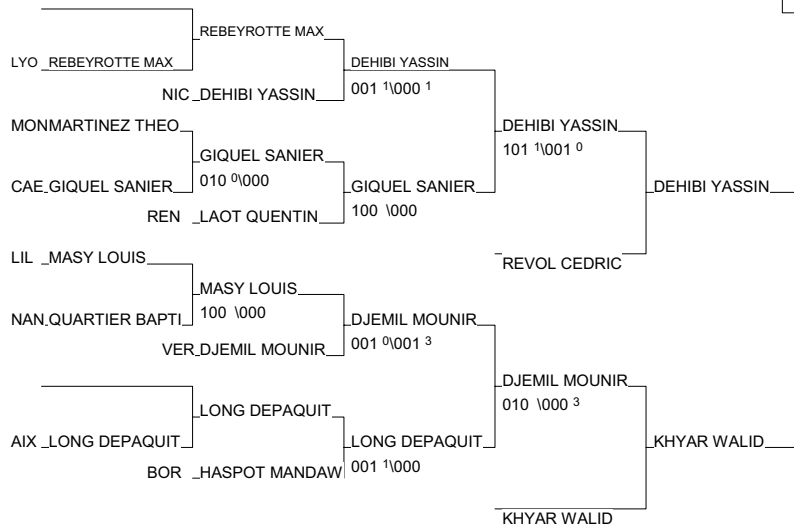 REBEYROTTE MAX
LYO REBEYROTTE MAX
DEHIBI YASSIN
001 1\000 1
NIC DEHIBI YASSIN
MONMARTINEZ THEO
DEHIBI YASSIN
101 1\001 0
GIQUEL SANIER
010 0\000
CAE GIQUEL SANIER
GIQUEL SANIER
100 \000
DEHIBI YASSIN
REN LAOT QUENTIN
LIL MASY LOUIS
REVOL CEDRIC
MASY LOUIS
100 \000
NAN QUARTIER BAPTI
DJEMIL MOUNIR
001 0\001 3
VER DJEMIL MOUNIR
DJEMIL MOUNIR
010 \000 3
LONG DEPAQUIT
AIX LONG DEPAQUIT
LONG DEPAQUIT
001 1\000
KHYAR WALID
BOR HASPOT MANDAW
KHYAR WALID